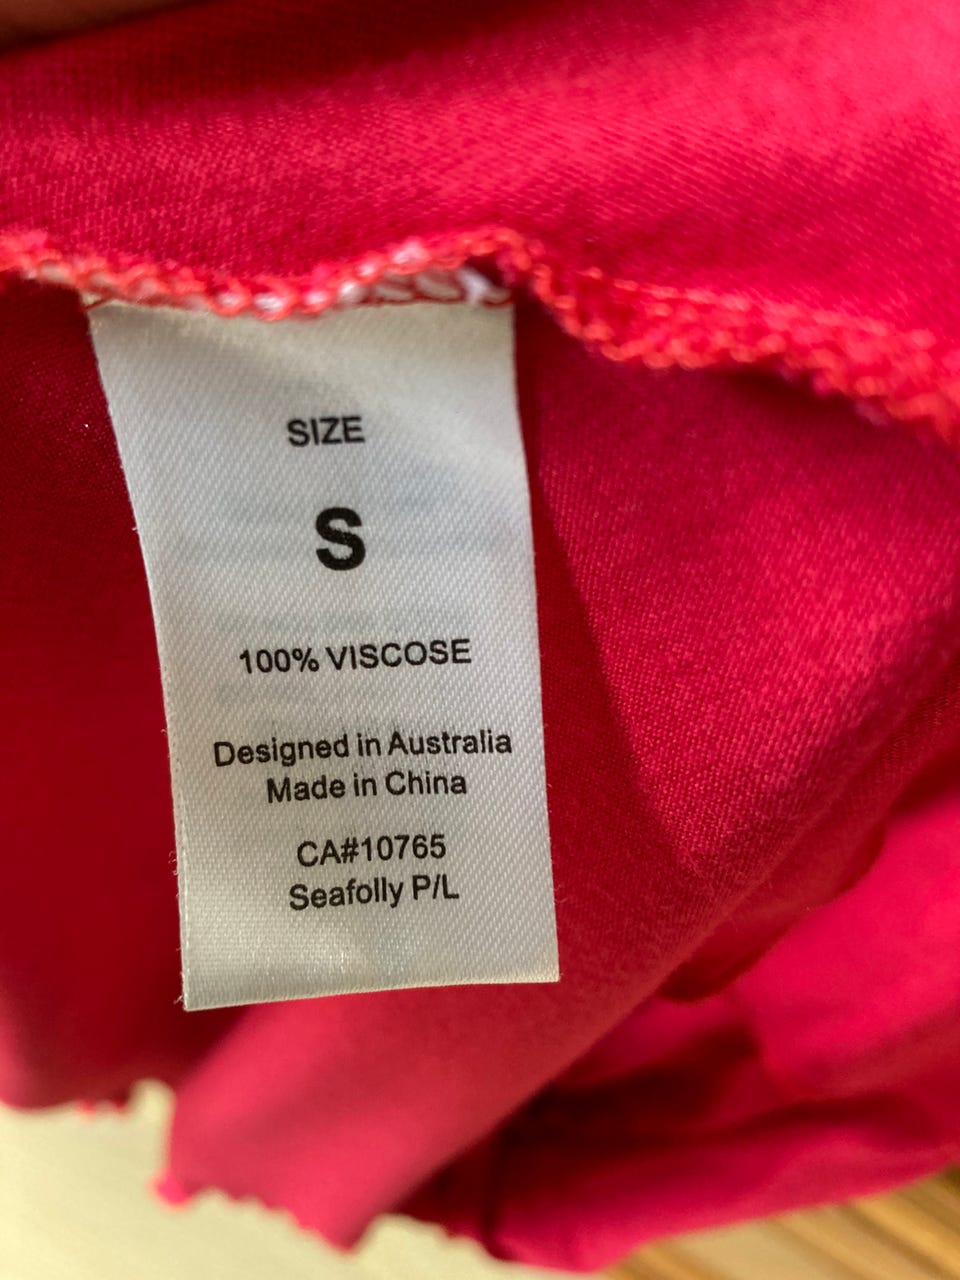 SIZE
S
100% VISCOSE
Designed in Australia
Made in China
CA#10765
Seafolly P/L